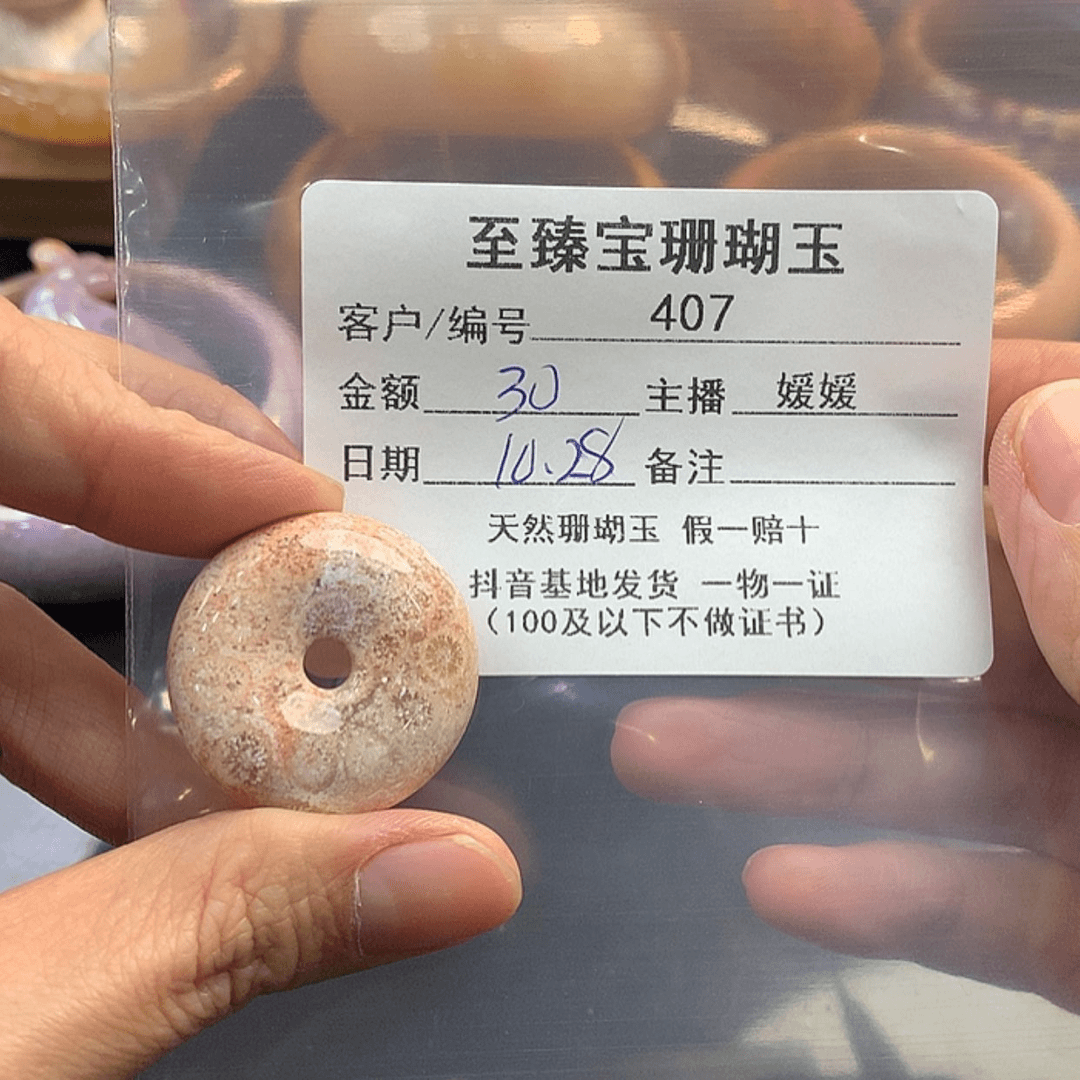 至臻宝珊瑚玉
客户/编号 407
金额 30 主播 媛媛
日期 10.28 备注
天然珊瑚玉 假一赔十
抖音基地发货 一物一证
（100及以下不做证书）